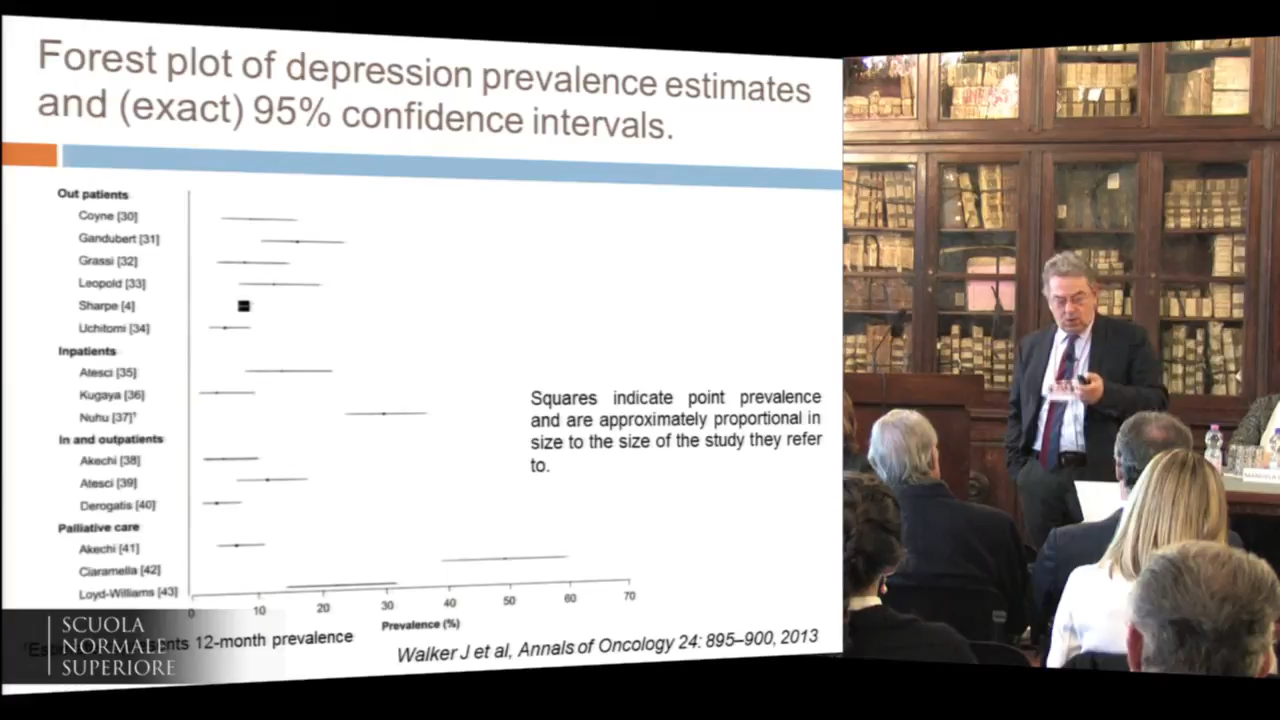 Forest plot of depression prevalence estimates
and (exact) 95% confidence intervals.
Out patients
Coyne [30]
Gandubert [31]
Grassi [32]
Leopold [33]
Sharpe [4]
Uchitomi [34]
Inpatients
Atesci [35]
Kugaya [36]
Nuhu [37]¹
In and outpatients
Akechi [38]
Atesci [39]
Derogatis [40]
Palliative care
Akechi [41]
Ciaramella [42]
Loyd-Williams [43]
0 10 20 30 40 50 60 70
Prevalence (%)
Squares indicate point prevalence
and are approximately proportional in
size to the size of the study they refer
to.
12-month prevalence
Walker J et al, Annals of Oncology 24: 895–900, 2013
SCUOLA
NORMALE
SUPERIORE